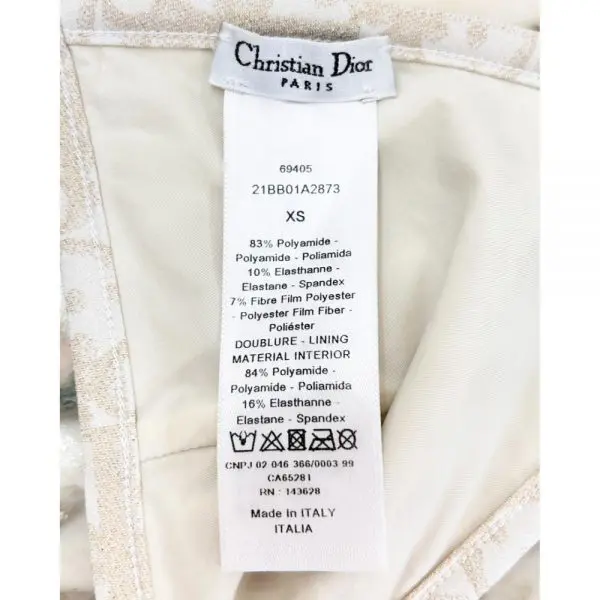 Christian Dior
PARIS
69405
21BB01A2873
XS
83% Polyamide -
Polyamide - Poliamida
10% Elasthanne -
Elastane - Spandex
7% Fibre Film Polyester
- Polyester Film Fiber -
Poliéster
DOUBLURE - LINING
MATERIAL INTERIOR
84% Polyamide -
Polyamide - Poliamida
16% Elasthanne -
Elastane - Spandex
CNPJ 02 046 366/0003 99
CA65281
RN : 143628
Made in ITALY
ITALIA